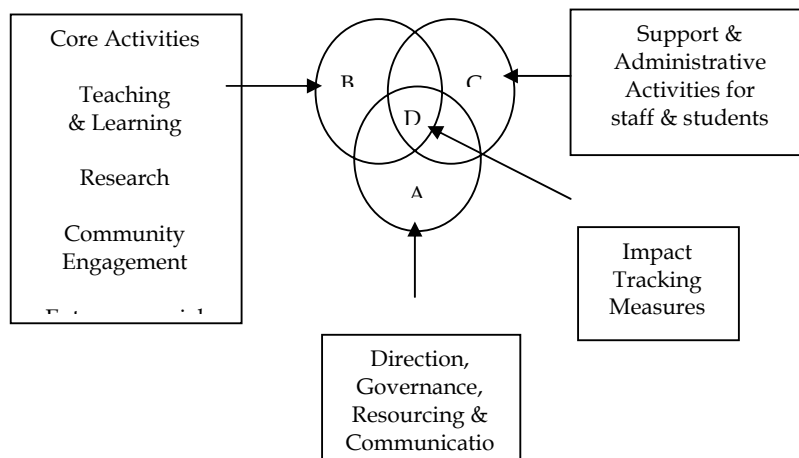 Core Activities
Teaching
& Learning
Research
Community
Engagement
B
C
D
A
Support &
Administrative
Activities for
staff & students
Impact
Tracking
Measures
Direction,
Governance,
Resourcing &
Communicatio